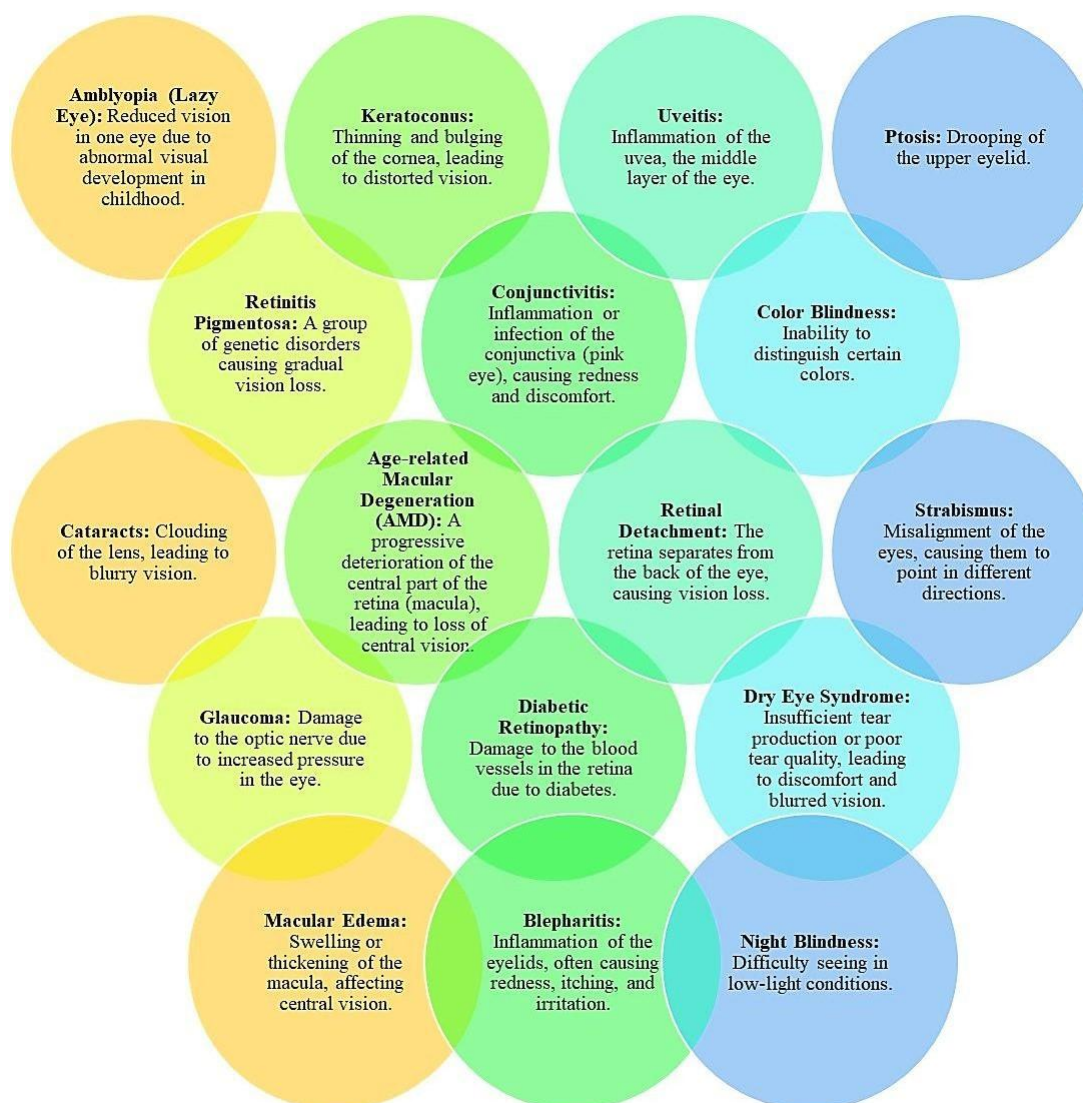 Amblyopia (Lazy
Eye): Reduced vision
in one eye due to
abnormal visual
development in
childhood.
Keratoconus:
Thinning and bulging
of the cornea, leading
to distorted vision.
Uveitis:
Inflammation of the
uvea, the middle
layer of the eye.
Ptosis: Drooping of
the upper eyelid.
Retinitis
Pigmentosa: A group
of genetic disorders
causing gradual
vision loss.
Conjunctivitis:
Inflammation or
infection of the
conjunctiva (pink
eye), causing redness
and discomfort.
Color Blindness:
Inability to
distinguish certain
colors.
Cataracts: Clouding
of the lens, leading to
blurry vision.
Age-related
Macular
Degeneration
(AMD): A
progressive
deterioration of the
central part of the
retina (macula),
leading to loss of
central vision.
Retinal
Detachment: The
retina separates from
the back of the eye,
causing vision loss.
Strabismus:
Misalignment of the
eyes, causing them to
point in different
directions.
Glaucoma: Damage
to the optic nerve due
to increased pressure
in the eye.
Diabetic
Retinopathy:
Damage to the blood
vessels in the retina
due to diabetes.
Dry Eye Syndrome:
Insufficient tear
production or poor
tear quality, leading
to discomfort and
blurred vision.
Macular Edema:
Swelling or
thickening of the
macula, affecting
central vision.
Blepharitis:
Inflammation of the
eyelids, often causing
redness, itching, and
irritation.
Night Blindness:
Difficulty seeing in
low-light conditions.